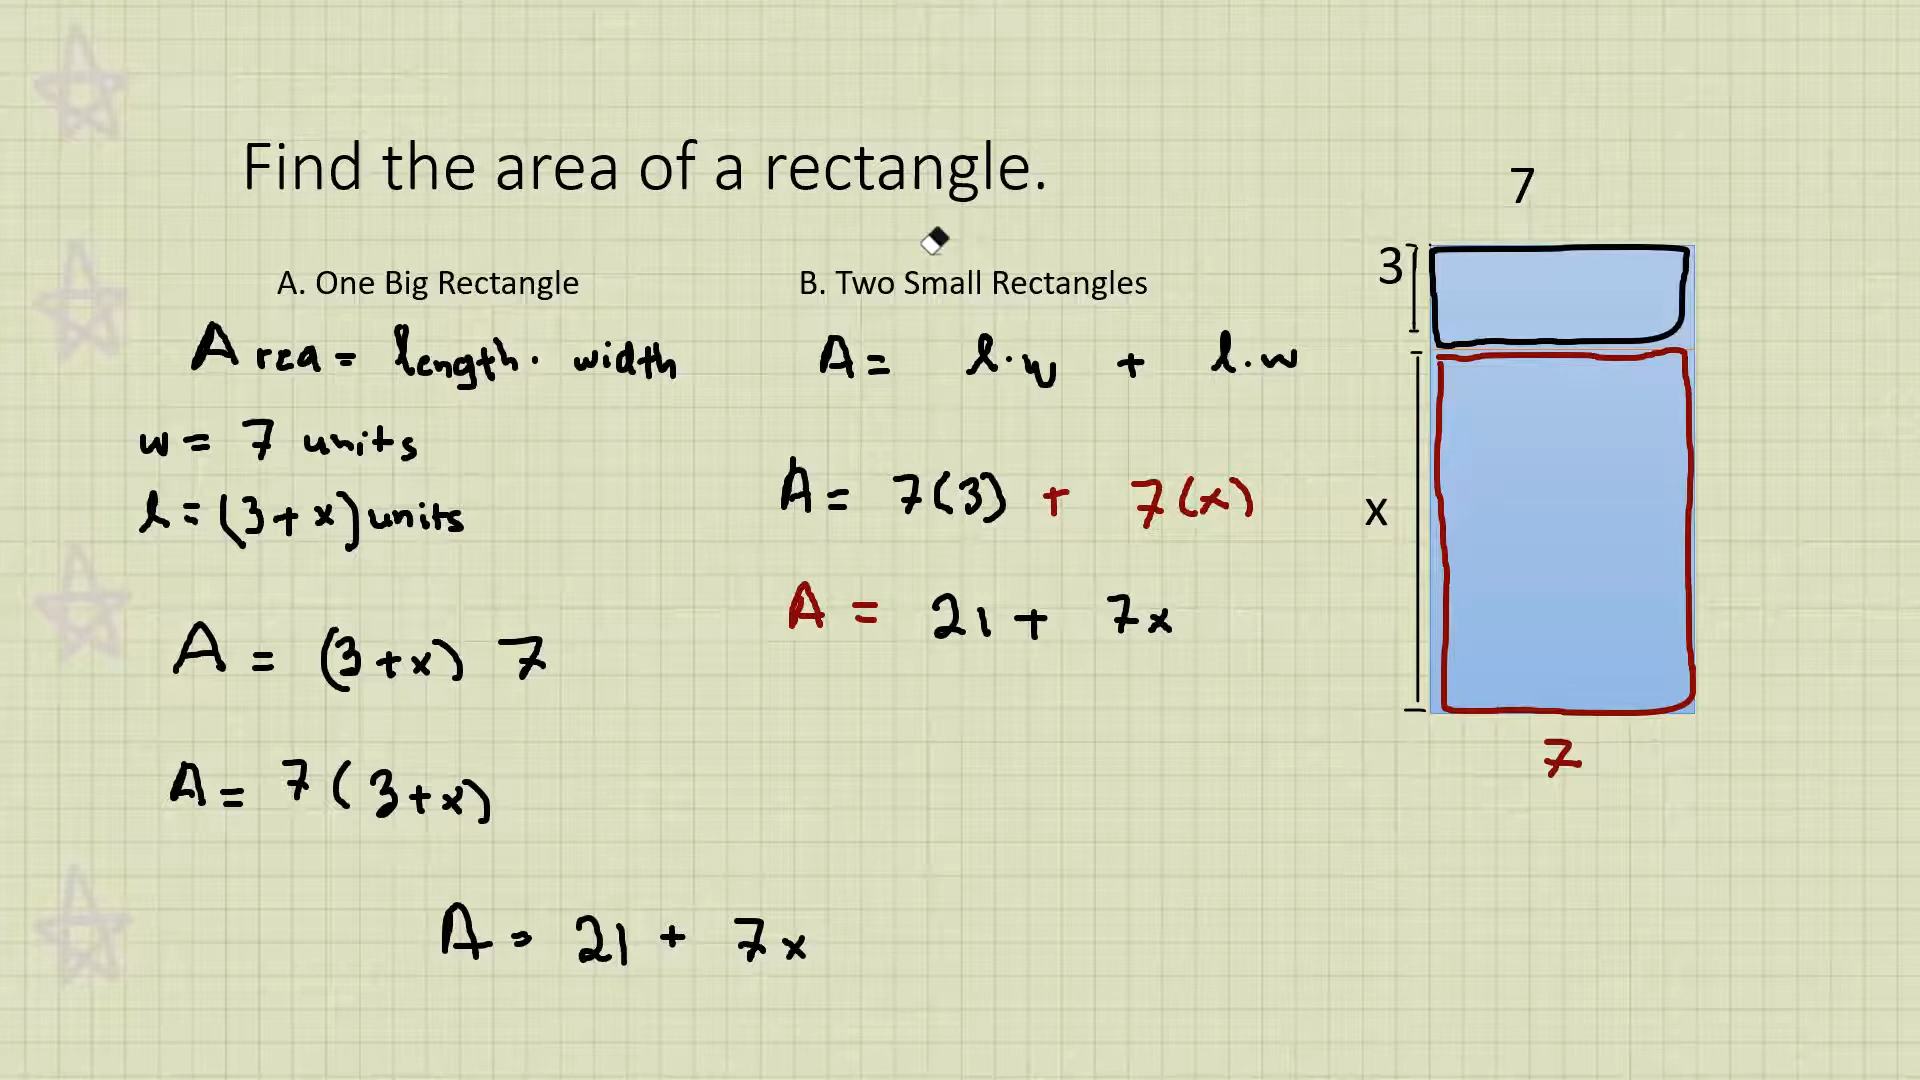 Find the area of a rectangle.
A. One Big Rectangle
Area = length · width
w = 7 units
l = (3 + x) units
A = (3 + x) 7
A = 7 (3 + x)
A = 21 + 7x
B. Two Small Rectangles
A = l · w + l · w
A = 7(3) + 7(x)
A = 21 + 7x
7
3
x
7